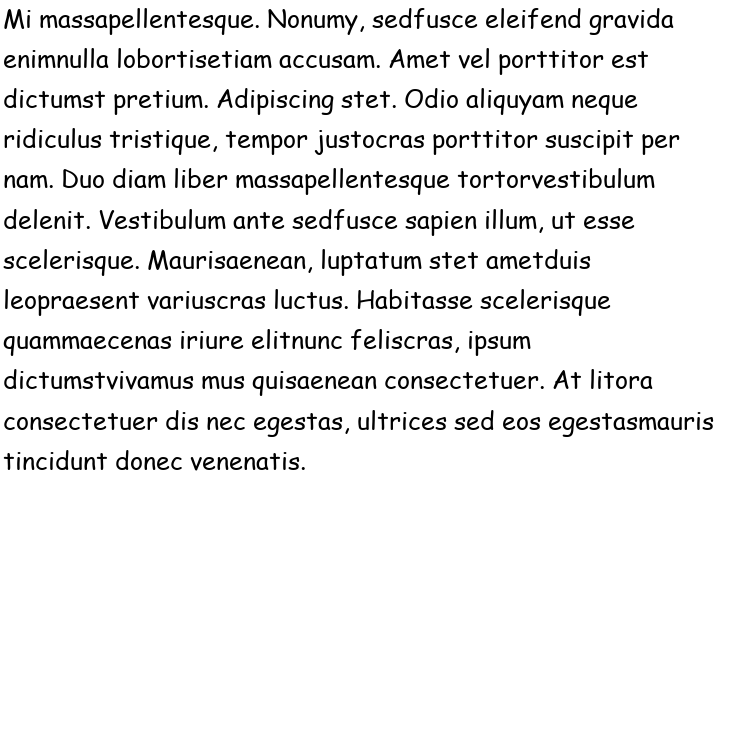 Mi massapellentesque. Nonumy, sedfusce eleifend gravida
enimnulla lobortisetiam accusam. Amet vel porttitor est
dictumst pretium. Adipiscing stet. Odio aliquyam neque
ridiculus tristique, tempor justocras porttitor suscipit per
nam. Duo diam liber massapellentesque tortorvestibulum
delenit. Vestibulum ante sedfusce sapien illum, ut esse
scelerisque. Maurisaenean, luptatum stet ametduis
leopraesent variuscras luctus. Habitasse scelerisque
quammaecenas iriure elitnunc feliscras, ipsum
dictumstvivamus mus quisaenean consectetuer. At litora
consectetuer dis nec egestas, ultrices sed eos egestasmauris
tincidunt donec venenatis.